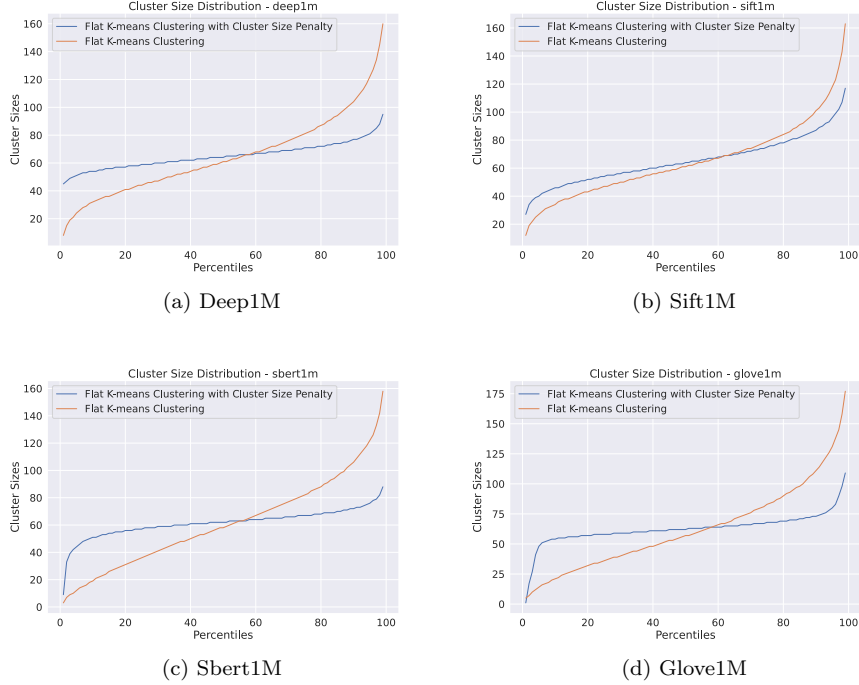 Cluster Size Distribution - deep1m
Flat K-means Clustering with Cluster Size Penalty
Flat K-means Clustering
Cluster Sizes
160
140
120
100
80
60
40
20
0 20 40 60 80 100
Percentiles
(a) Deep1M
Cluster Size Distribution - sift1m
Flat K-means Clustering with Cluster Size Penalty
Flat K-means Clustering
Cluster Sizes
160
140
120
100
80
60
40
20
0 20 40 60 80 100
Percentiles
(b) Sift1M
Cluster Size Distribution - sbert1m
Flat K-means Clustering with Cluster Size Penalty
Flat K-means Clustering
Cluster Sizes
160
140
120
100
80
60
40
20
0
0 20 40 60 80 100
Percentiles
(c) Sbert1M
Cluster Size Distribution - glove1m
Flat K-means Clustering with Cluster Size Penalty
Flat K-means Clustering
Cluster Sizes
175
150
125
100
75
50
25
0
0 20 40 60 80 100
Percentiles
(d) Glove1M